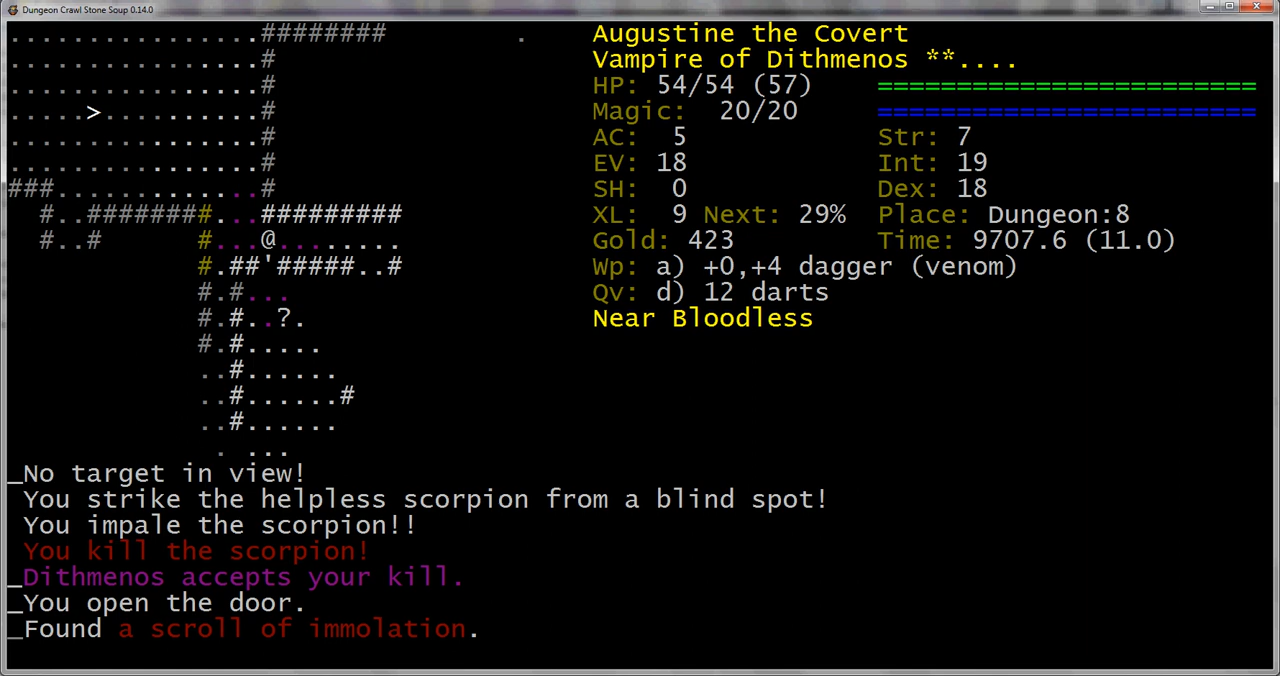 Dungeon Crawl Stone Soup 0.14.0
...............########        .
...............#
...............#
.....>.........#
...............#
...............#
###............#
#..########....#########
#..#      #...@........
#.##'#####..#
#.#...
#.#..?.
#.#.....
..#......
..#......#
..#......
. ...
Augustine the Covert
Vampire of Dithmenos **....
HP: 54/54 (57) ========================
Magic: 20/20 ========================
AC: 5 Str: 7
EV: 18 Int: 19
SH: 0 Dex: 18
XL: 9 Next: 29% Place: Dungeon:8
Gold: 423 Time: 9707.6 (11.0)
Wp: a) +0,+4 dagger (venom)
Qv: d) 12 darts
Near Bloodless
_No target in view!
You strike the helpless scorpion from a blind spot!
You impale the scorpion!!
You kill the scorpion!
_Dithmenos accepts your kill.
_You open the door.
_Found a scroll of immolation.